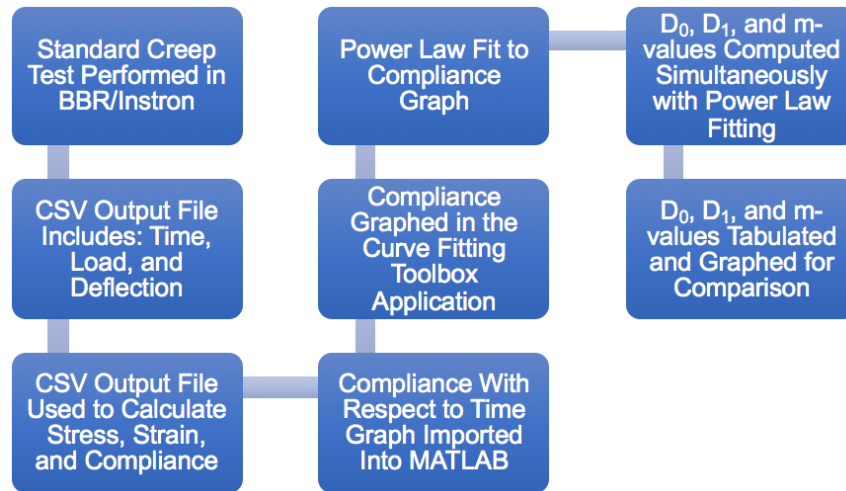 Standard Creep
Test Performed in
BBR/Instron
CSV Output File
Includes: Time,
Load, and
Deflection
CSV Output File
Used to Calculate
Stress, Strain,
and Compliance
Compliance With
Respect to Time
Graph Imported
Into MATLAB
Compliance
Graphed in the
Curve Fitting
Toolbox
Application
Power Law Fit to
Compliance
Graph
D₀, D₁, and m-
values Computed
Simultaneously
with Power Law
Fitting
D₀, D₁, and m-
values Tabulated
and Graphed for
Comparison